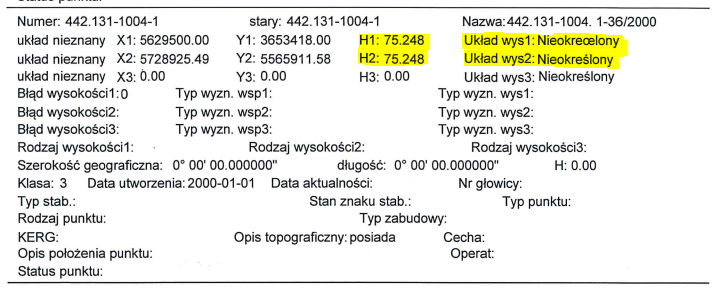 Numer: 442.131-1004-1 stary: 442.131-1004-1 Nazwa:442.131-1004. 1-36/2000
układ nieznany X1: 5629500.00 Y1: 3653418.00 H1: 75.248 Układ wys1: Nieokreœlony
układ nieznany X2: 5728925.49 Y2: 5565911.58 H2: 75.248 Układ wys2: Nieokreślony
układ nieznany X3: 0.00 Y3: 0.00 H3: 0.00 Układ wys3: Nieokreślony
Błąd wysokości1:0 Typ wyzn. wsp1: Typ wyzn. wys1:
Błąd wysokości2: Typ wyzn. wsp2: Typ wyzn. wys2:
Błąd wysokości3: Typ wyzn. wsp3: Typ wyzn. wys3:
Rodzaj wysokości1: Rodzaj wysokości2: Rodzaj wysokości3:
Szerokość geograficzna: 0° 00' 00.000000" długość: 0° 00' 00.000000" H: 0.00
Klasa: 3 Data utworzenia: 2000-01-01 Data aktualności: Nr głowicy:
Typ stab.: Stan znaku stab.: Typ punktu:
Rodzaj punktu: Typ zabudowy:
KERG: Opis topograficzny: posiada Cecha:
Opis położenia punktu: Operat:
Status punktu: